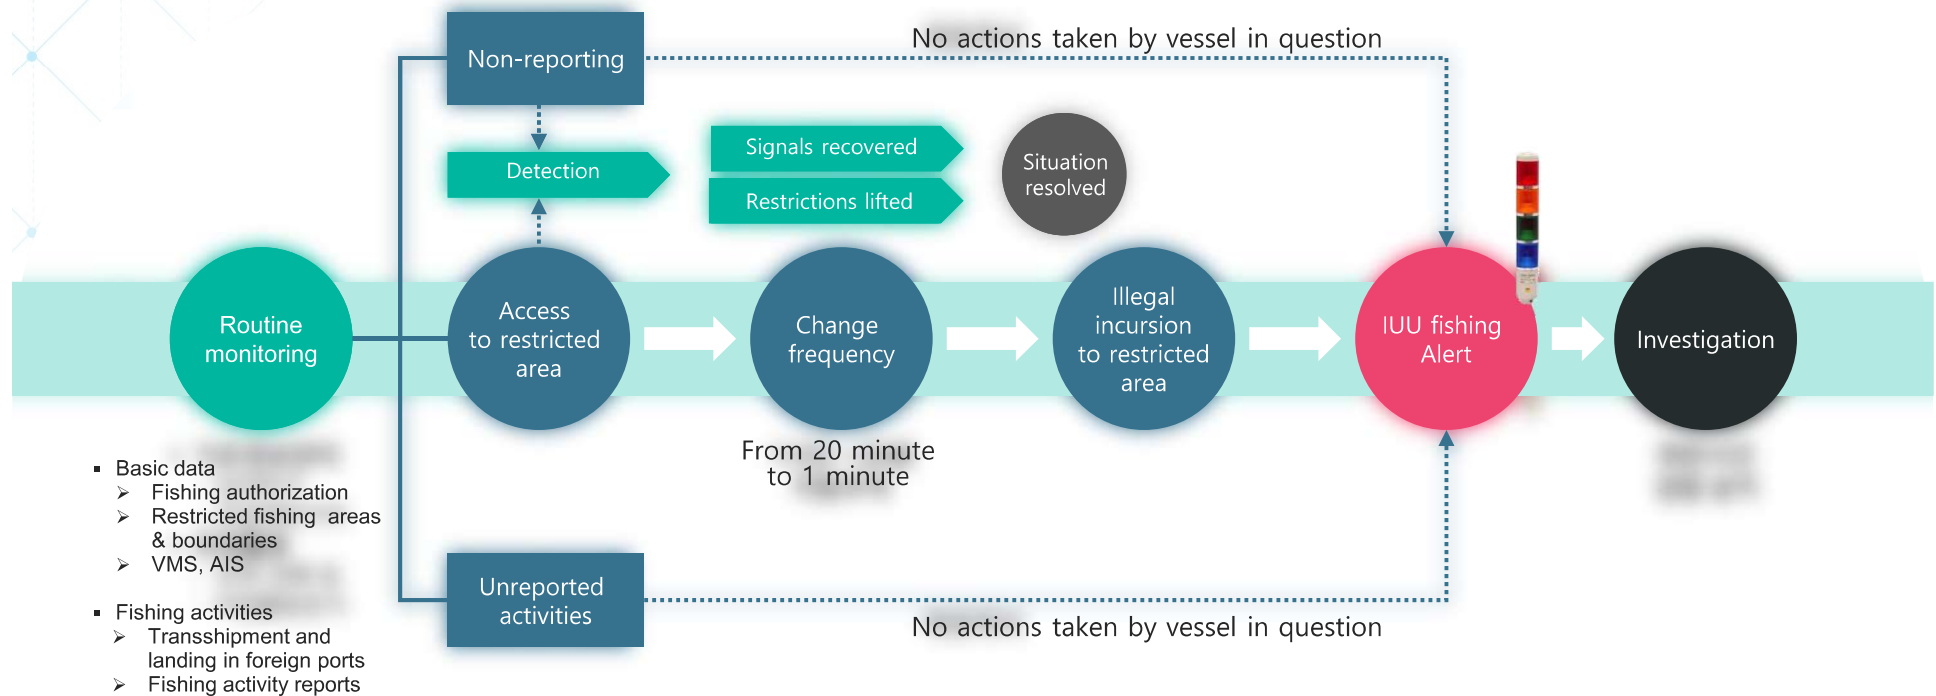 Non-reporting
No actions taken by vessel in question
Detection
Signals recovered
Restrictions lifted
Situation
resolved
Routine
monitoring
Access
to restricted
area
Change
frequency
Illegal
incursion
to restricted
area
IUU fishing
Alert
Investigation
From 20 minute
to 1 minute
▪ Basic data
➢ Fishing authorization
➢ Restricted fishing areas
& boundaries
➢ VMS, AIS
▪ Fishing activities
➢ Transshipment and
landing in foreign ports
➢ Fishing activity reports
Unreported
activities
No actions taken by vessel in question